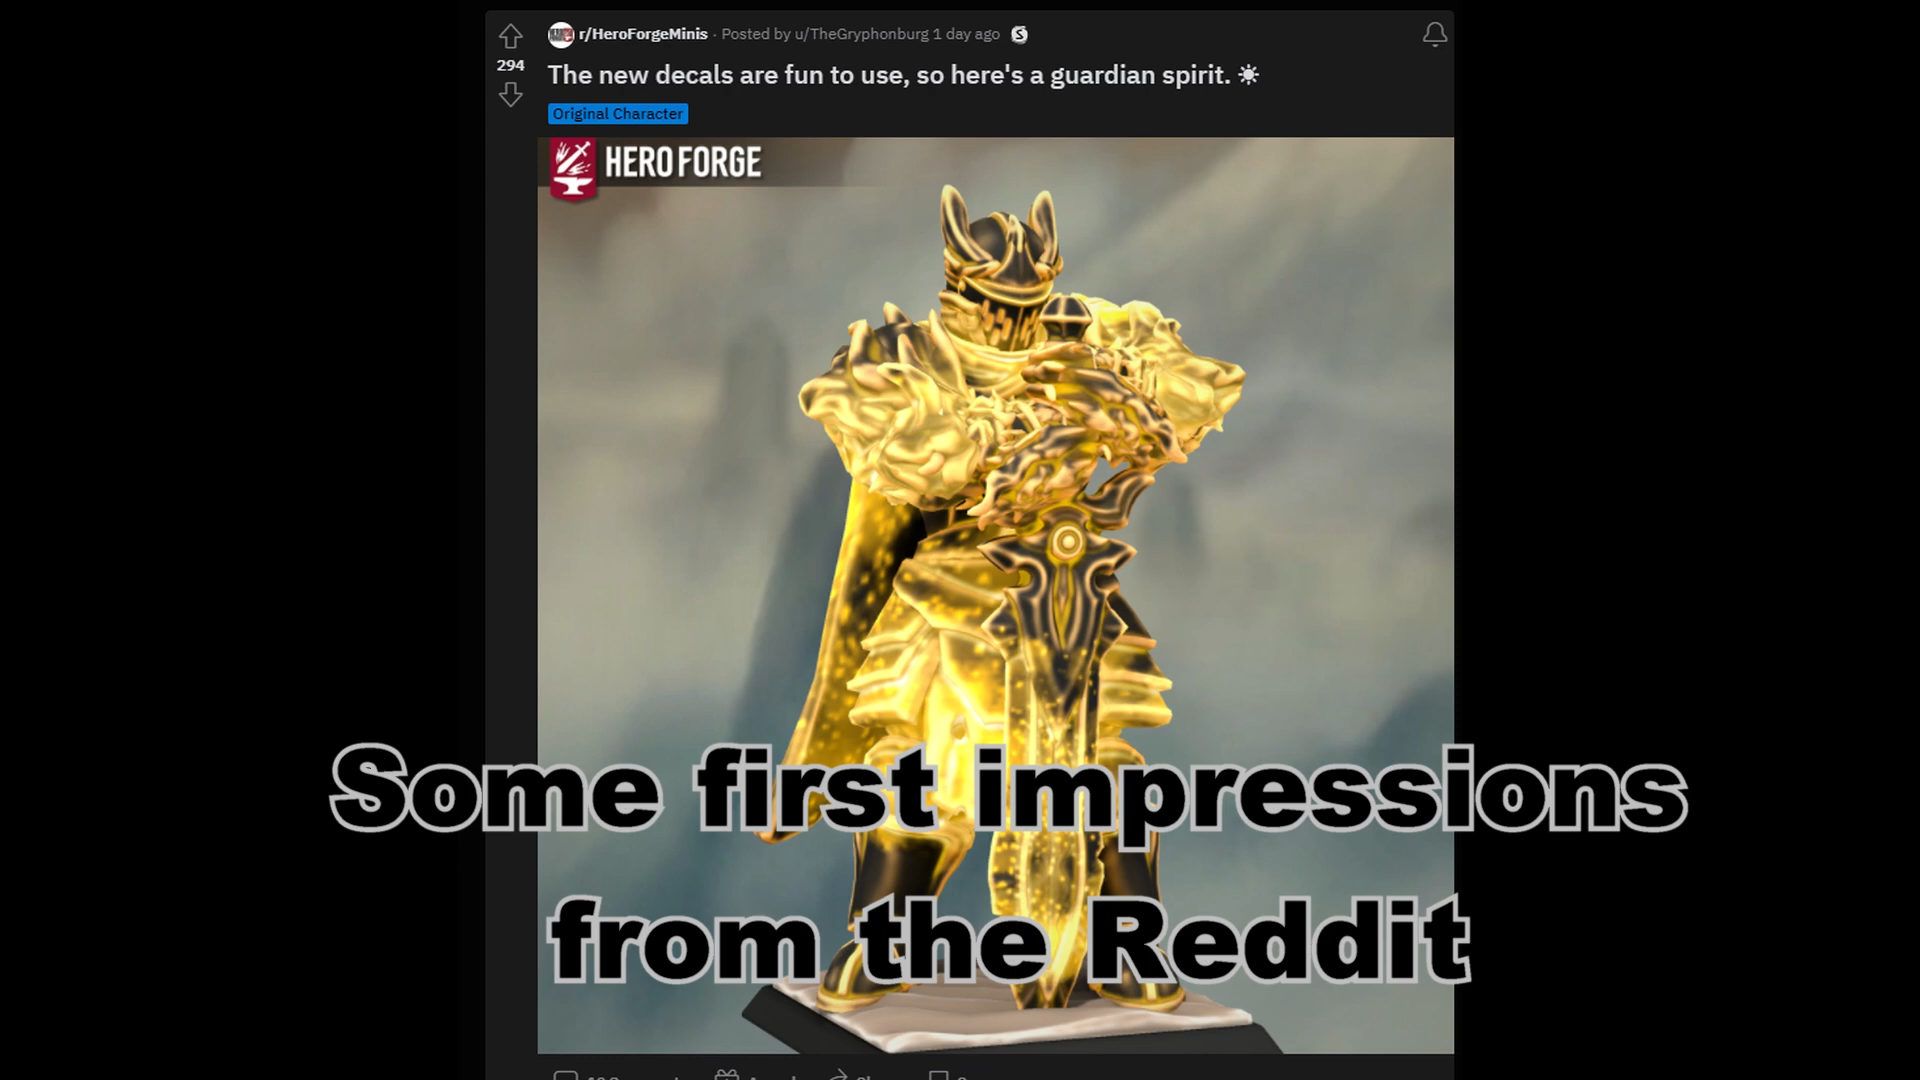 r/HeroForgeMinis · Posted by u/TheGryphonburg 1 day ago
294
The new decals are fun to use, so here's a guardian spirit. ☀
Original Character
HERO FORGE
Some first impressions
from the Reddit